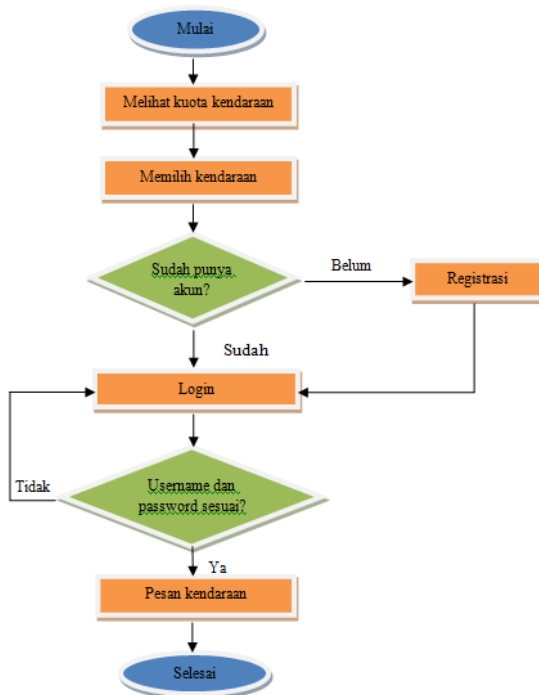 Mulai
Melihat kuota kendaraan
Memilih kendaraan
Sudah punya
akun?
Belum
Registrasi
Sudah
Login
Username dan
password sesuai?
Tidak
Ya
Pesan kendaraan
Selesai